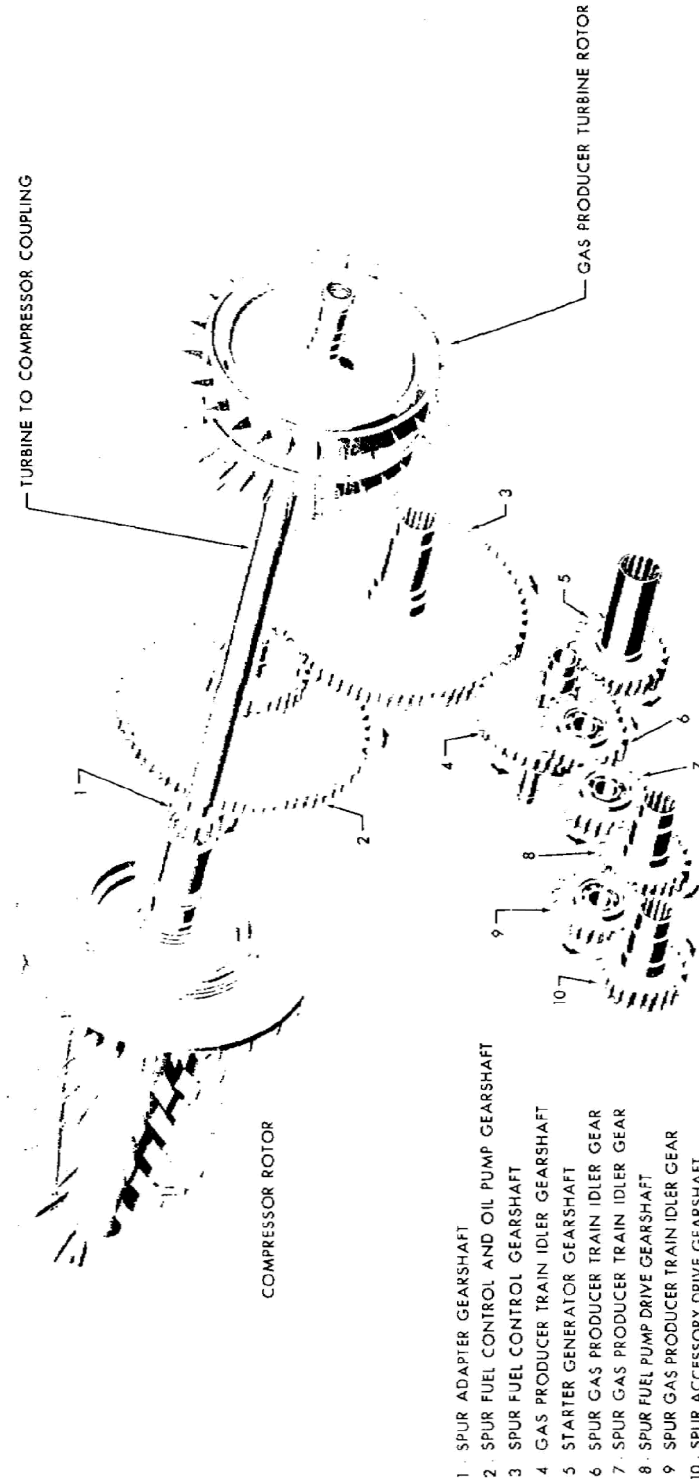 TURBINE TO COMPRESSOR COUPLING
GAS PRODUCER TURBINE ROTOR
COMPRESSOR ROTOR
1
2
3
4
5
6
7
8
9
10
1 . SPUR ADAPTER GEARSHAFT
2 . SPUR FUEL CONTROL AND OIL PUMP GEARSHAFT
3 SPUR FUEL CONTROL GEARSHAFT
4 GAS PRODUCER TRAIN IDLER GEARSHAFT
5 STARTER GENERATOR GEARSHAFT
6 SPUR GAS PRODUCER TRAIN IDLER GEAR
7 . SPUR GAS PRODUCER TRAIN IDLER GEAR
8 . SPUR FUEL PUMP DRIVE GEARSHAFT
9 SPUR GAS PRODUCER TRAIN IDLER GEAR
10 . SPUR ACCESSORY DRIVE GEARSHAFT